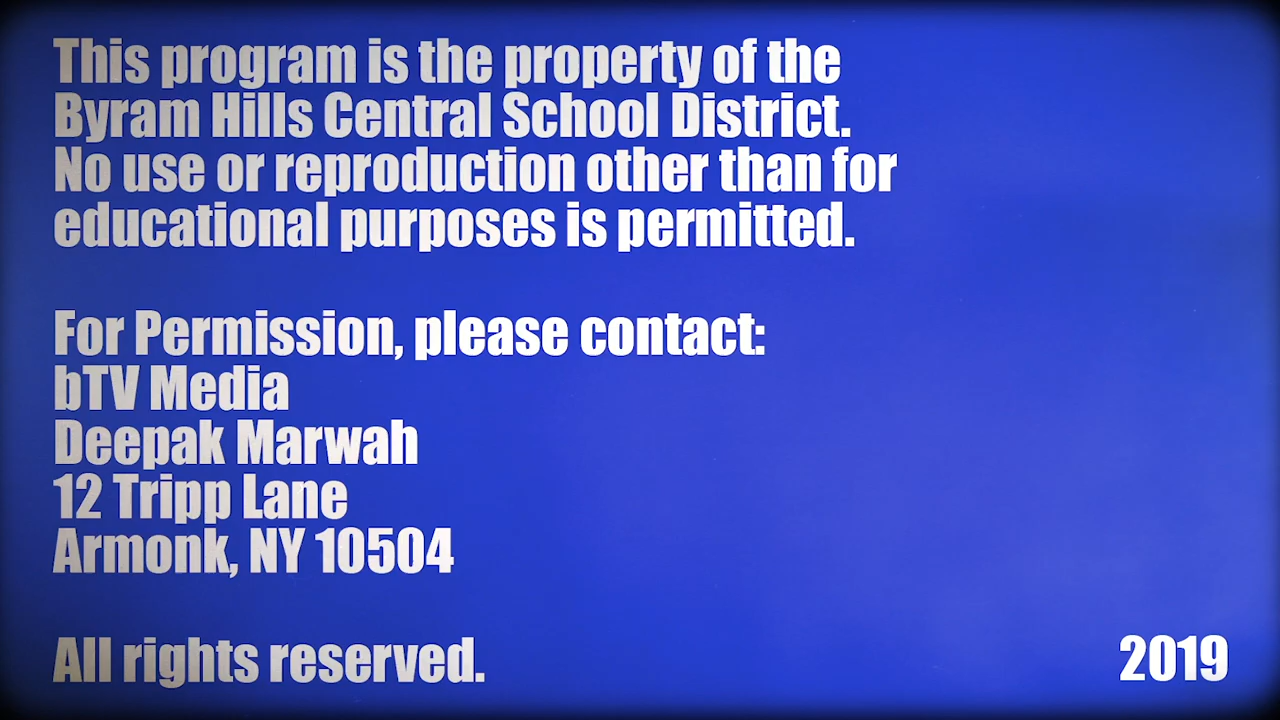 This program is the property of the
Byram Hills Central School District.
No use or reproduction other than for
educational purposes is permitted.
For Permission, please contact:
bTV Media
Deepak Marwah
12 Tripp Lane
Armonk, NY 10504
All rights reserved.
2019